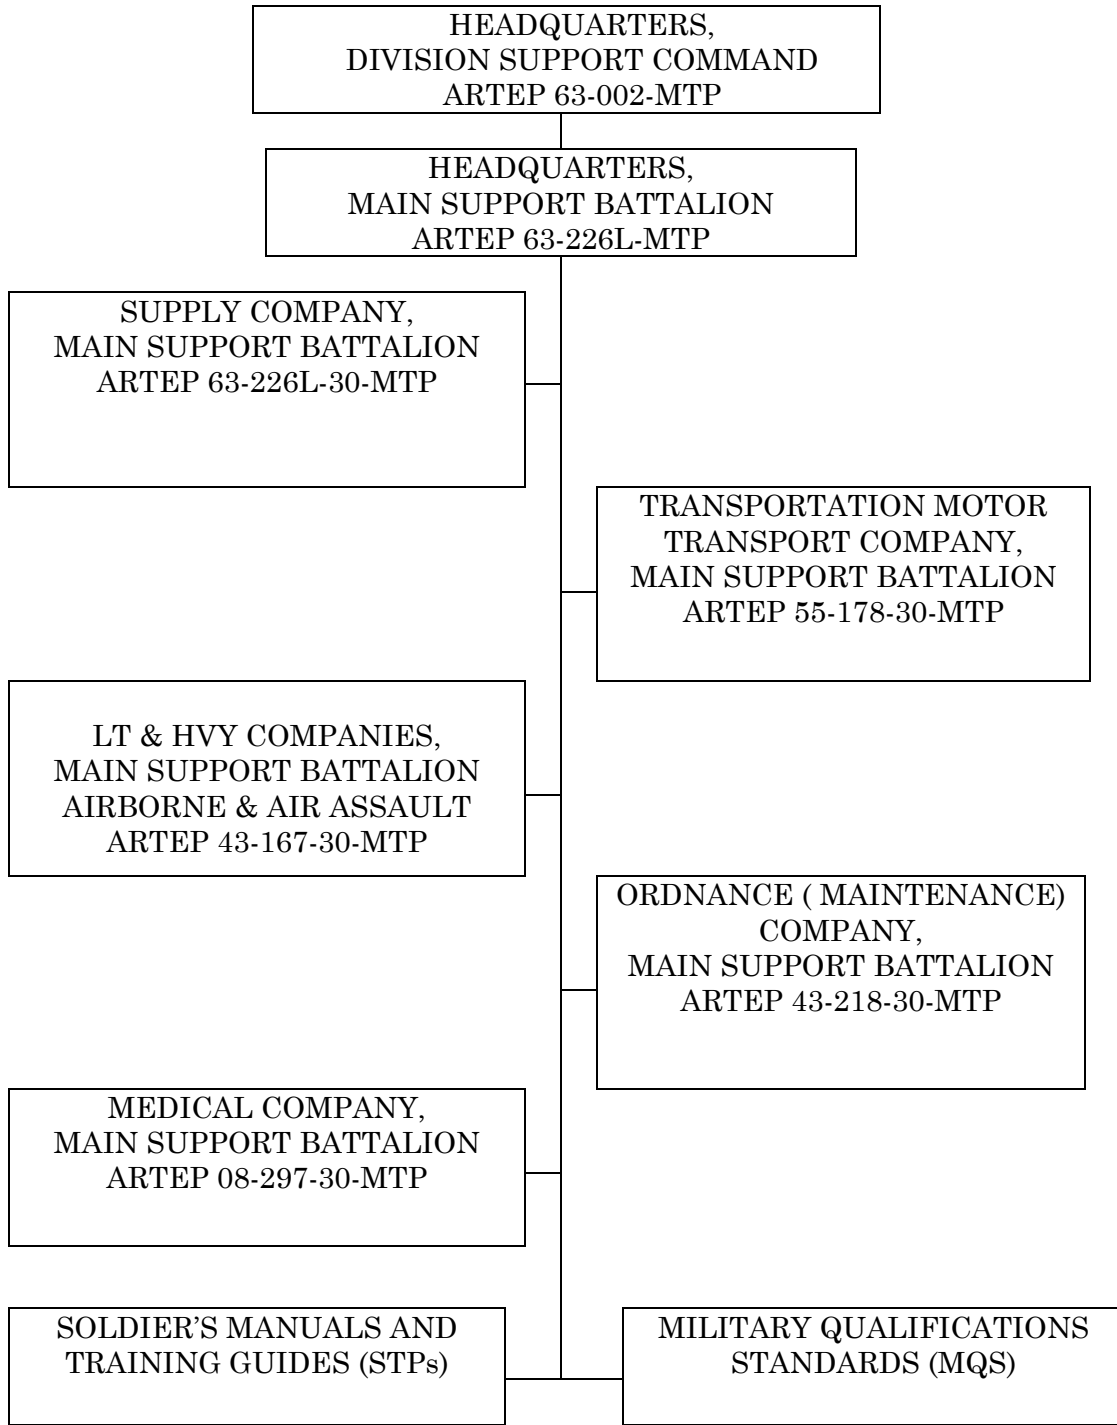 HEADQUARTERS,
DIVISION SUPPORT COMMAND
ARTEP 63-002-MTP
HEADQUARTERS,
MAIN SUPPORT BATTALION
ARTEP 63-226L-MTP
SUPPLY COMPANY,
MAIN SUPPORT BATTALION
ARTEP 63-226L-30-MTP
TRANSPORTATION MOTOR
TRANSPORT COMPANY,
MAIN SUPPORT BATTALION
ARTEP 55-178-30-MTP
LT & HVY COMPANIES,
MAIN SUPPORT BATTALION
AIRBORNE & AIR ASSAULT
ARTEP 43-167-30-MTP
ORDNANCE ( MAINTENANCE)
COMPANY,
MAIN SUPPORT BATTALION
ARTEP 43-218-30-MTP
MEDICAL COMPANY,
MAIN SUPPORT BATTALION
ARTEP 08-297-30-MTP
SOLDIER’S MANUALS AND
TRAINING GUIDES (STPs)
MILITARY QUALIFICATIONS
STANDARDS (MQS)